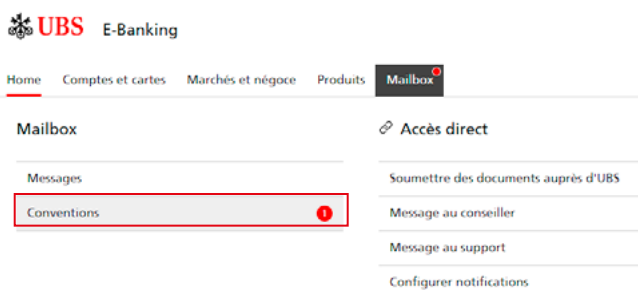 UBS E-Banking
Home Comptes et cartes Marchés et négoce Produits Mailbox
Mailbox
Messages
Conventions 1
Accès direct
Soumettre des documents auprès d'UBS
Message au conseiller
Message au support
Configurer notifications